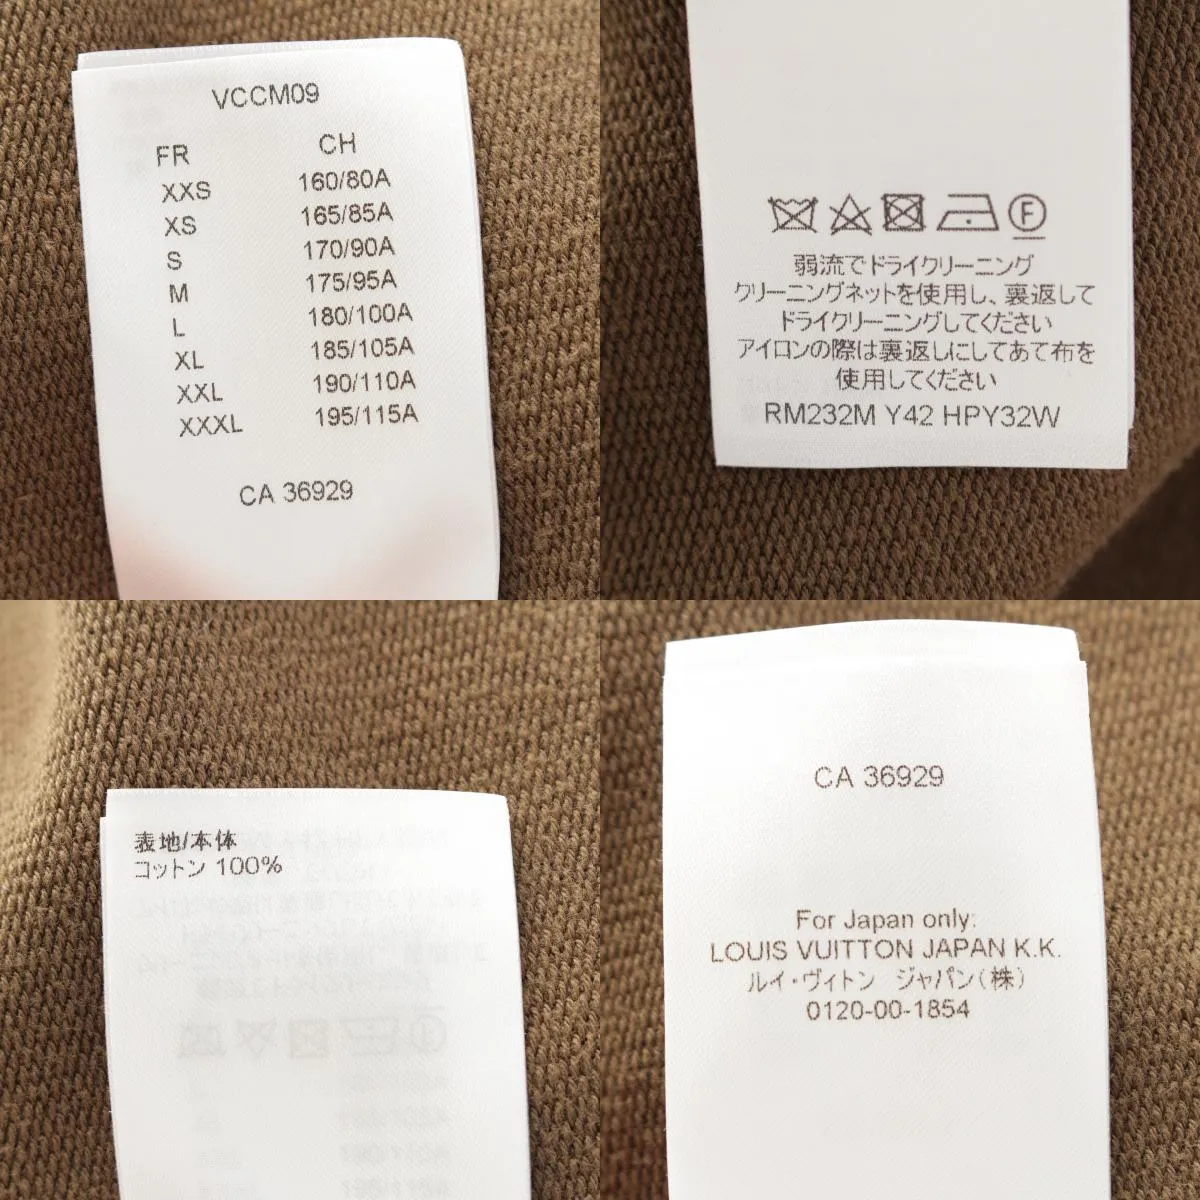 VCCM09
FR CH
XXS 160/80A
XS 165/85A
S 170/90A
M 175/95A
L 180/100A
XL 185/105A
XXL 190/110A
XXXL 195/115A
CA 36929
F
弱流でドライクリーニング
クリーニングネットを使用し、裏返して
ドライクリーニングしてください
アイロンの際は裏返しにしてあて布を
使用してください
RM232M Y42 HPY32W
表地/本体
コットン 100%
CA 36929
For Japan only:
LOUIS VUITTON JAPAN K.K.
ルイ・ヴィトン ジャパン(株)
0120-00-1854